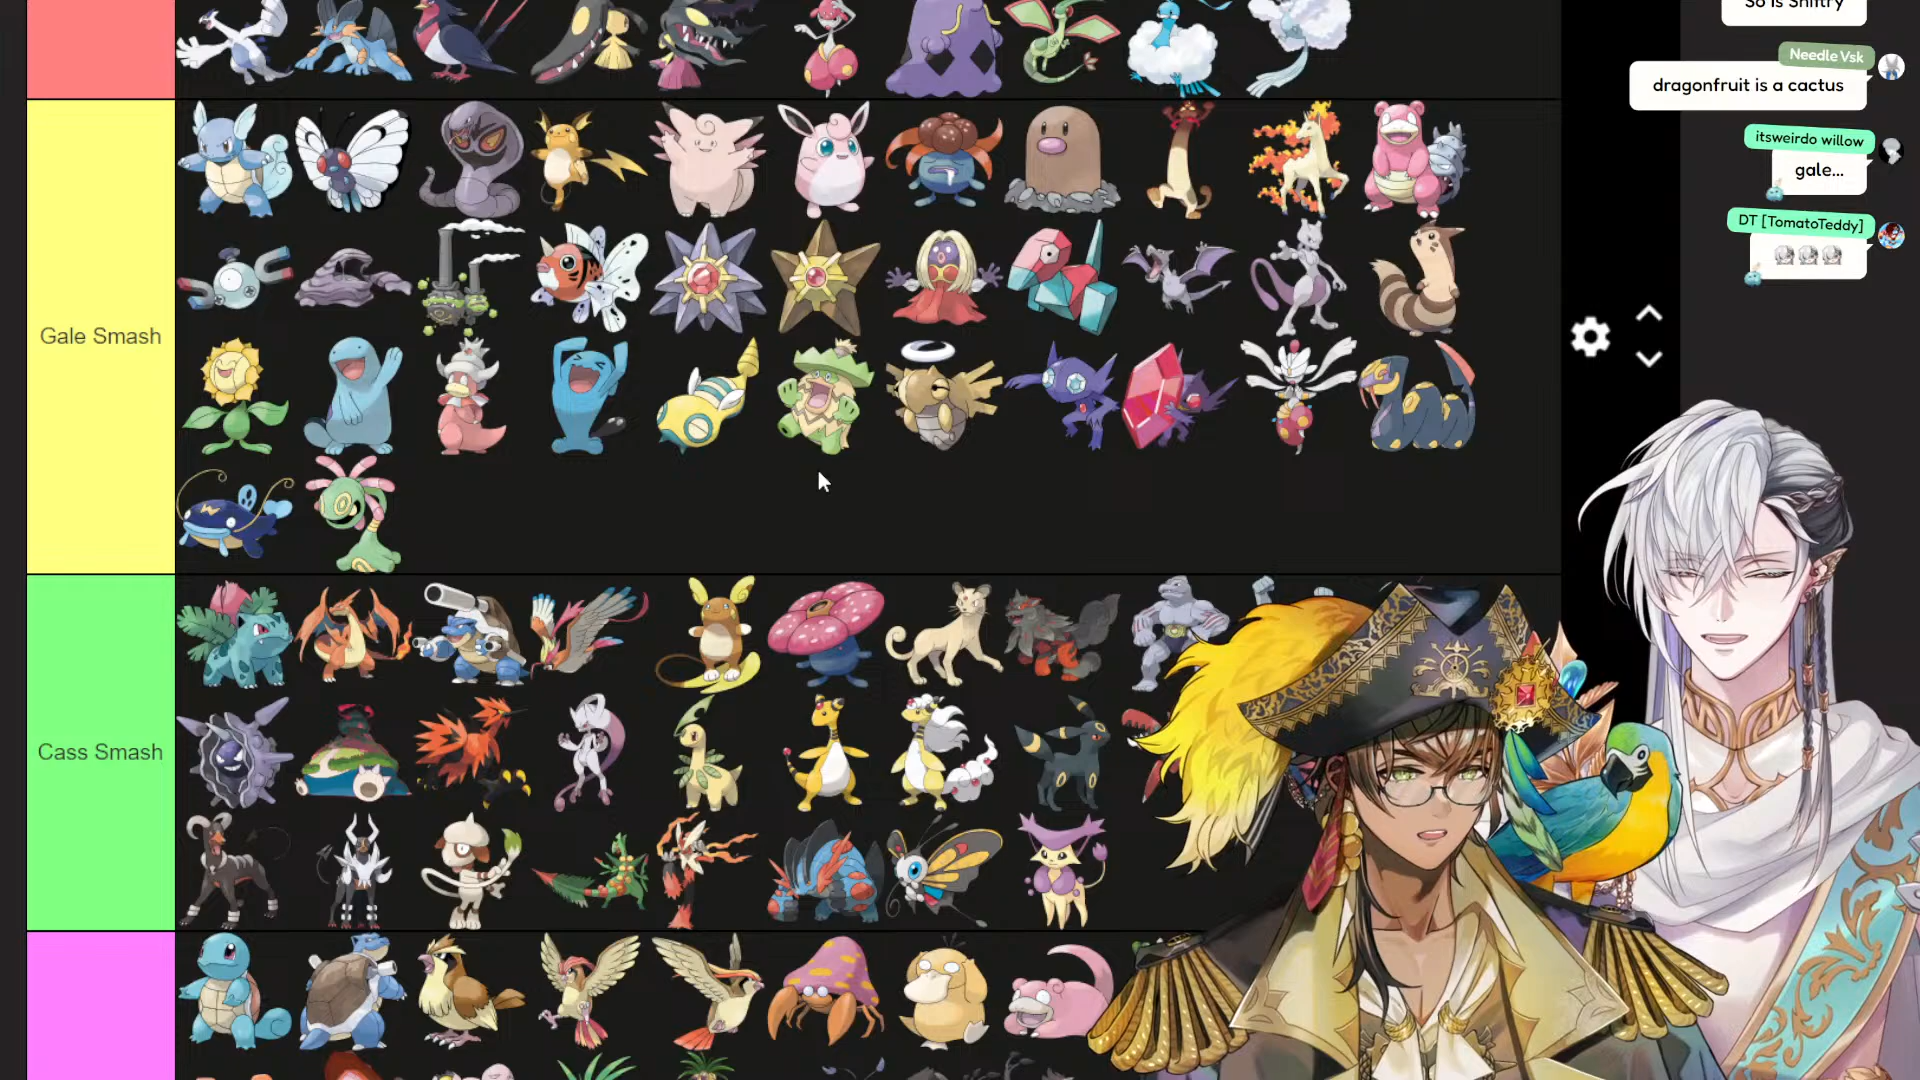 So is Shiftry
Needle Vsk
dragonfruit is a cactus
itsweirdo willow
gale...
DT [TomatoTeddy]
Gale Smash
Cass Smash